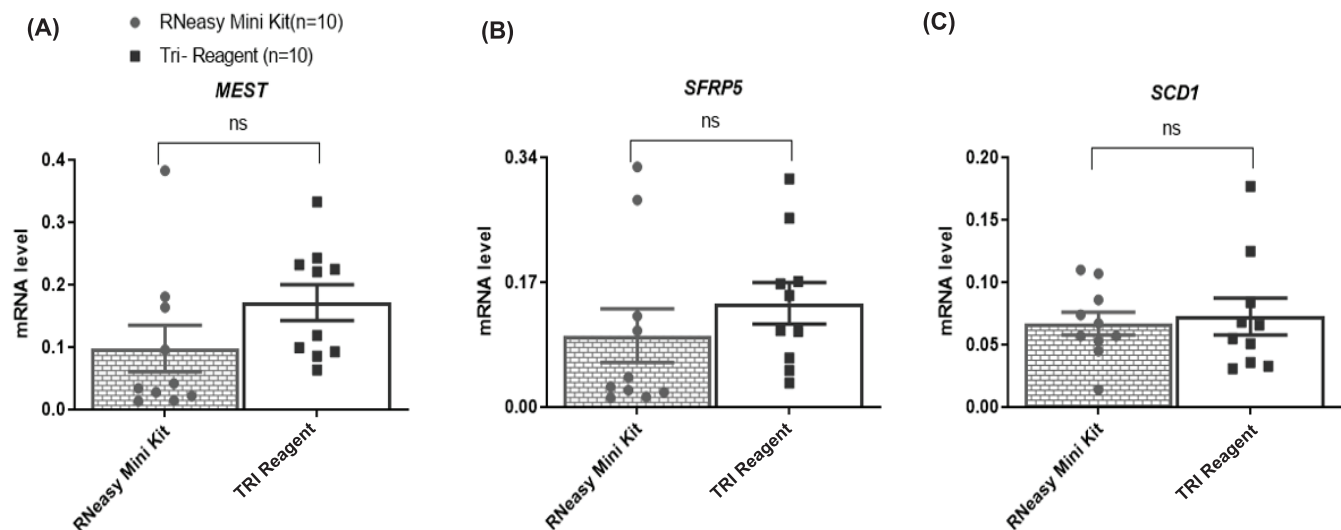 (A)
RNeasy Mini Kit(n=10)
Tri- Reagent (n=10)
MEST
ns
mRNA level
0.4
0.3
0.2
0.1
0.0
RNeasy Mini Kit
TRI Reagent
(B)
SFRP5
ns
mRNA level
0.34
0.17
0.00
RNeasy Mini Kit
TRI Reagent
(C)
SCD1
ns
mRNA level
0.20
0.15
0.10
0.05
0.00
RNeasy Mini Kit
TRI Reagent